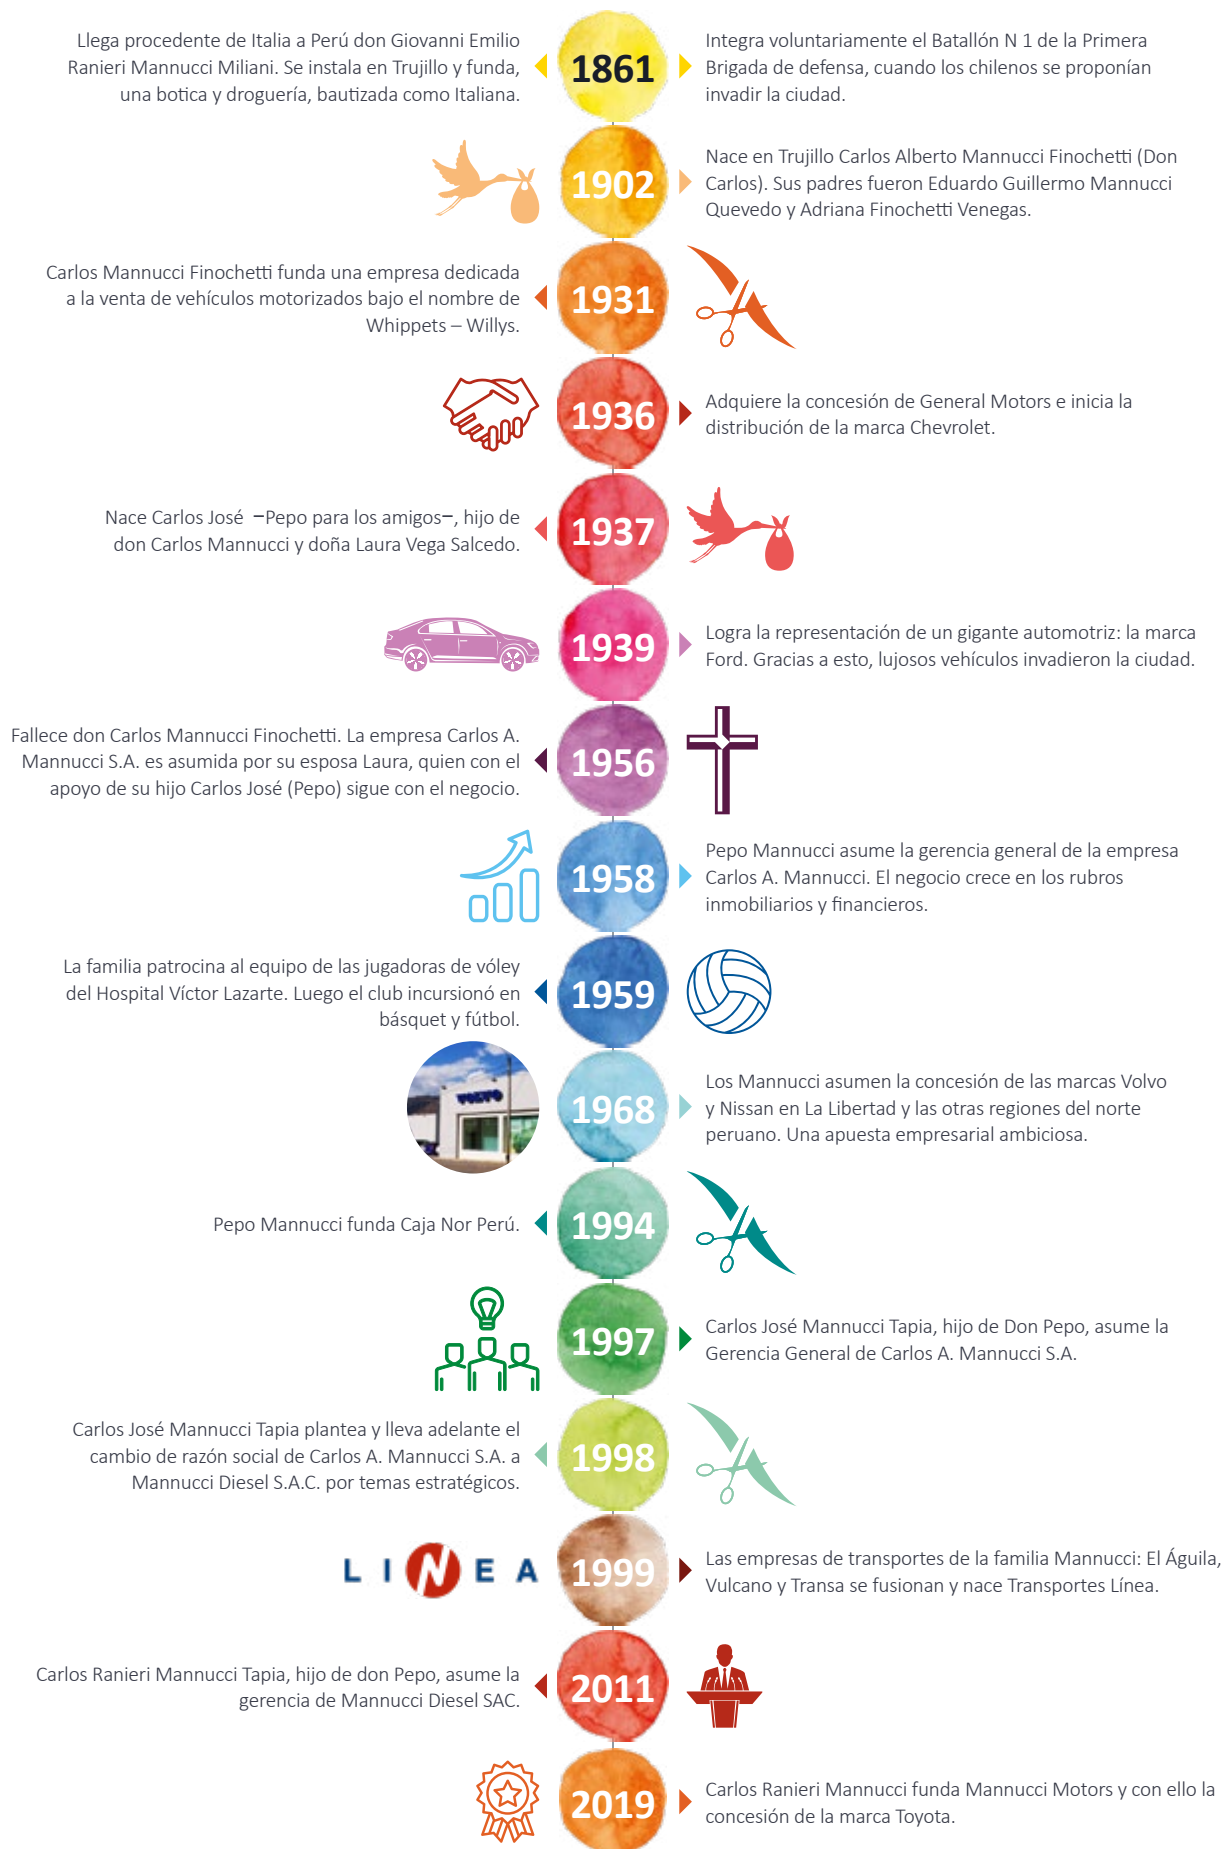 Llega procedente de Italia a Perú don Giovanni Emilio
Ranieri Mannucci Miliani. Se instala en Trujillo y funda,
una botica y droguería, bautizada como Italiana.
1861
Integra voluntariamente el Batallón N 1 de la Primera
Brigada de defensa, cuando los chilenos se proponían
invadir la ciudad.
1902
Nace en Trujillo Carlos Alberto Mannucci Finochetti (Don
Carlos). Sus padres fueron Eduardo Guillermo Mannucci
Quevedo y Adriana Finochetti Venegas.
Carlos Mannucci Finochetti funda una empresa dedicada
a la venta de vehículos motorizados bajo el nombre de
Whippets – Willys.
1931
1936
Adquiere la concesión de General Motors e inicia la
distribución de la marca Chevrolet.
Nace Carlos José –Pepo para los amigos–, hijo de
don Carlos Mannucci y doña Laura Vega Salcedo.
1937
1939
Logra la representación de un gigante automotriz: la marca
Ford. Gracias a esto, lujosos vehículos invadieron la ciudad.
Fallece don Carlos Mannucci Finochetti. La empresa Carlos A.
Mannucci S.A. es asumida por su esposa Laura, quien con el
apoyo de su hijo Carlos José (Pepo) sigue con el negocio.
1956
1958
Pepo Mannucci asume la gerencia general de la empresa
Carlos A. Mannucci. El negocio crece en los rubros
inmobiliarios y financieros.
La familia patrocina al equipo de las jugadoras de vóley
del Hospital Víctor Lazarte. Luego el club incursionó en
básquet y fútbol.
1959
VOLVO
1968
Los Mannucci asumen la concesión de las marcas Volvo
y Nissan en La Libertad y las otras regiones del norte
peruano. Una apuesta empresarial ambiciosa.
Pepo Mannucci funda Caja Nor Perú.
1994
1997
Carlos José Mannucci Tapia, hijo de Don Pepo, asume la
Gerencia General de Carlos A. Mannucci S.A.
Carlos José Mannucci Tapia plantea y lleva adelante el
cambio de razón social de Carlos A. Mannucci S.A. a
Mannucci Diesel S.A.C. por temas estratégicos.
1998
LINEA
1999
Las empresas de transportes de la familia Mannucci: El Águila,
Vulcano y Transa se fusionan y nace Transportes Línea.
Carlos Ranieri Mannucci Tapia, hijo de don Pepo, asume la
gerencia de Mannucci Diesel SAC.
2011
2019
Carlos Ranieri Mannucci funda Mannucci Motors y con ello la
concesión de la marca Toyota.